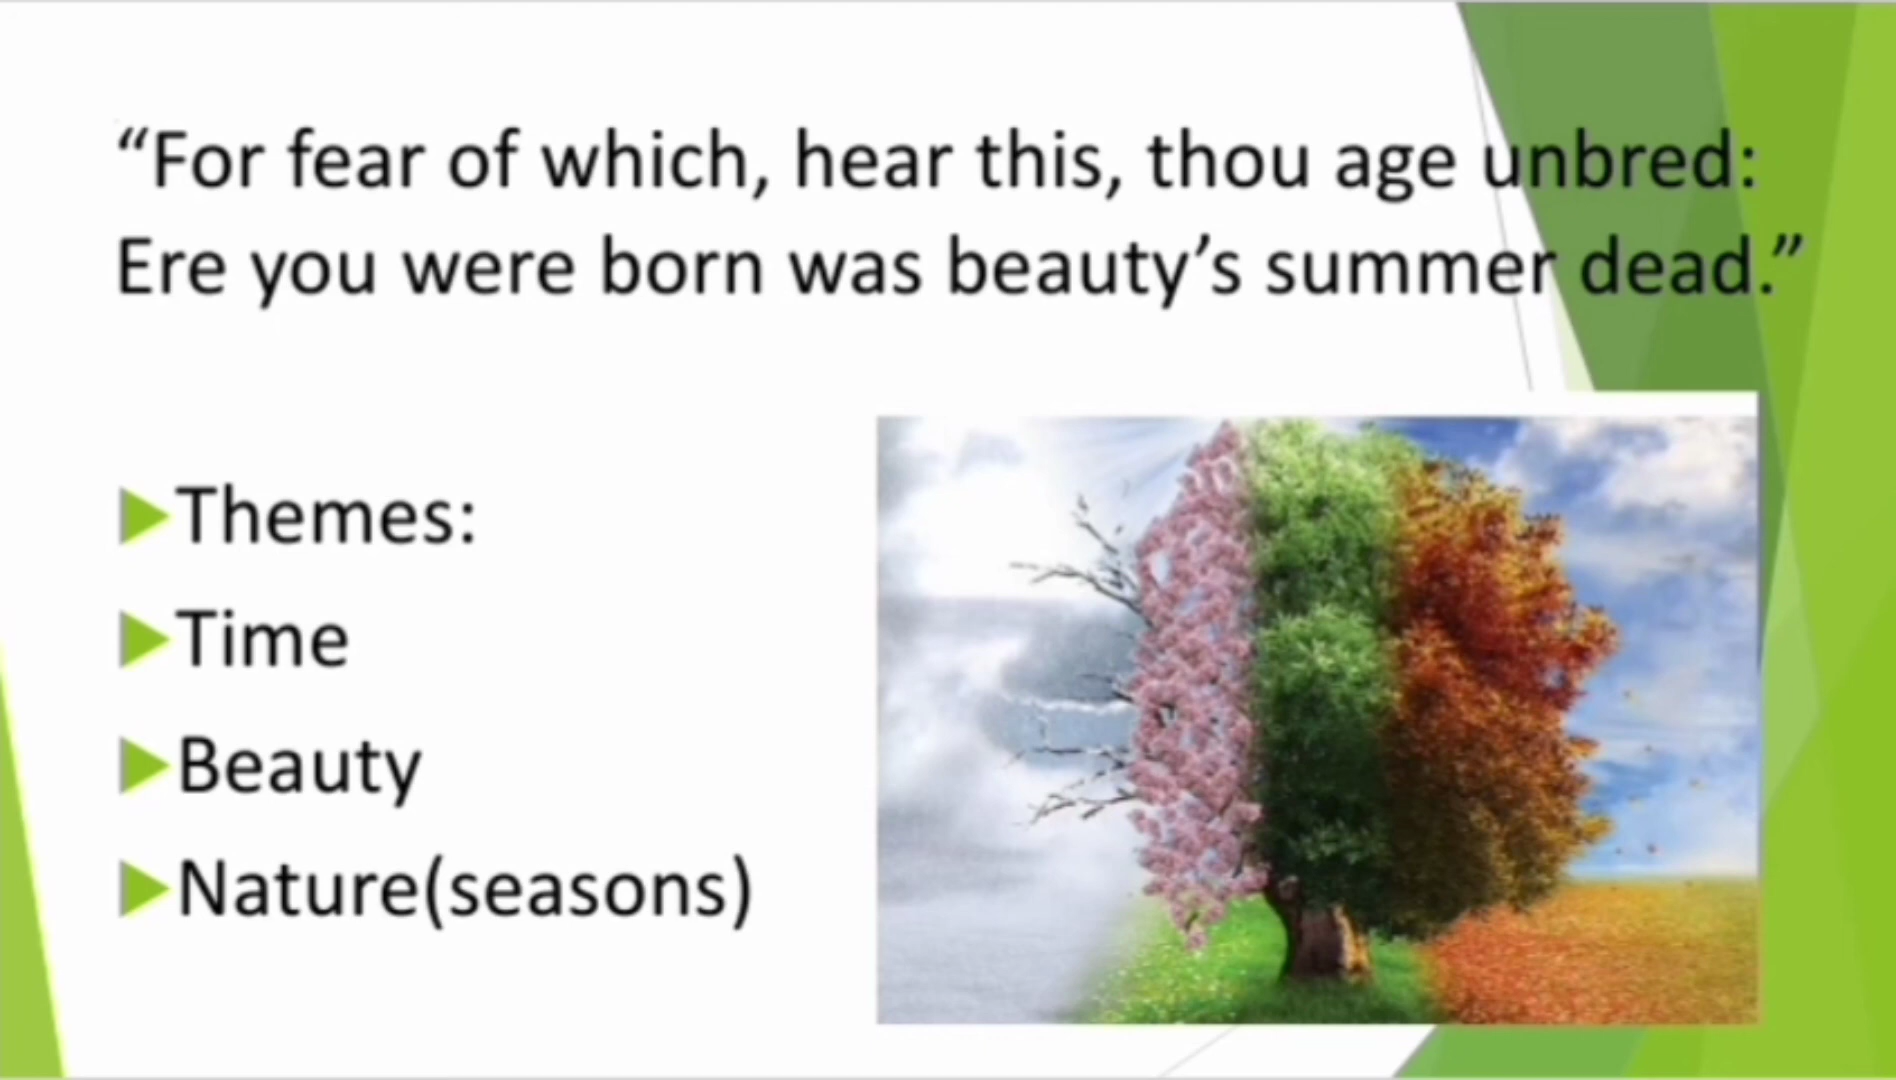 “For fear of which, hear this, thou age unbred:
Ere you were born was beauty’s summer dead.”
Themes:
Time
Beauty
Nature(seasons)